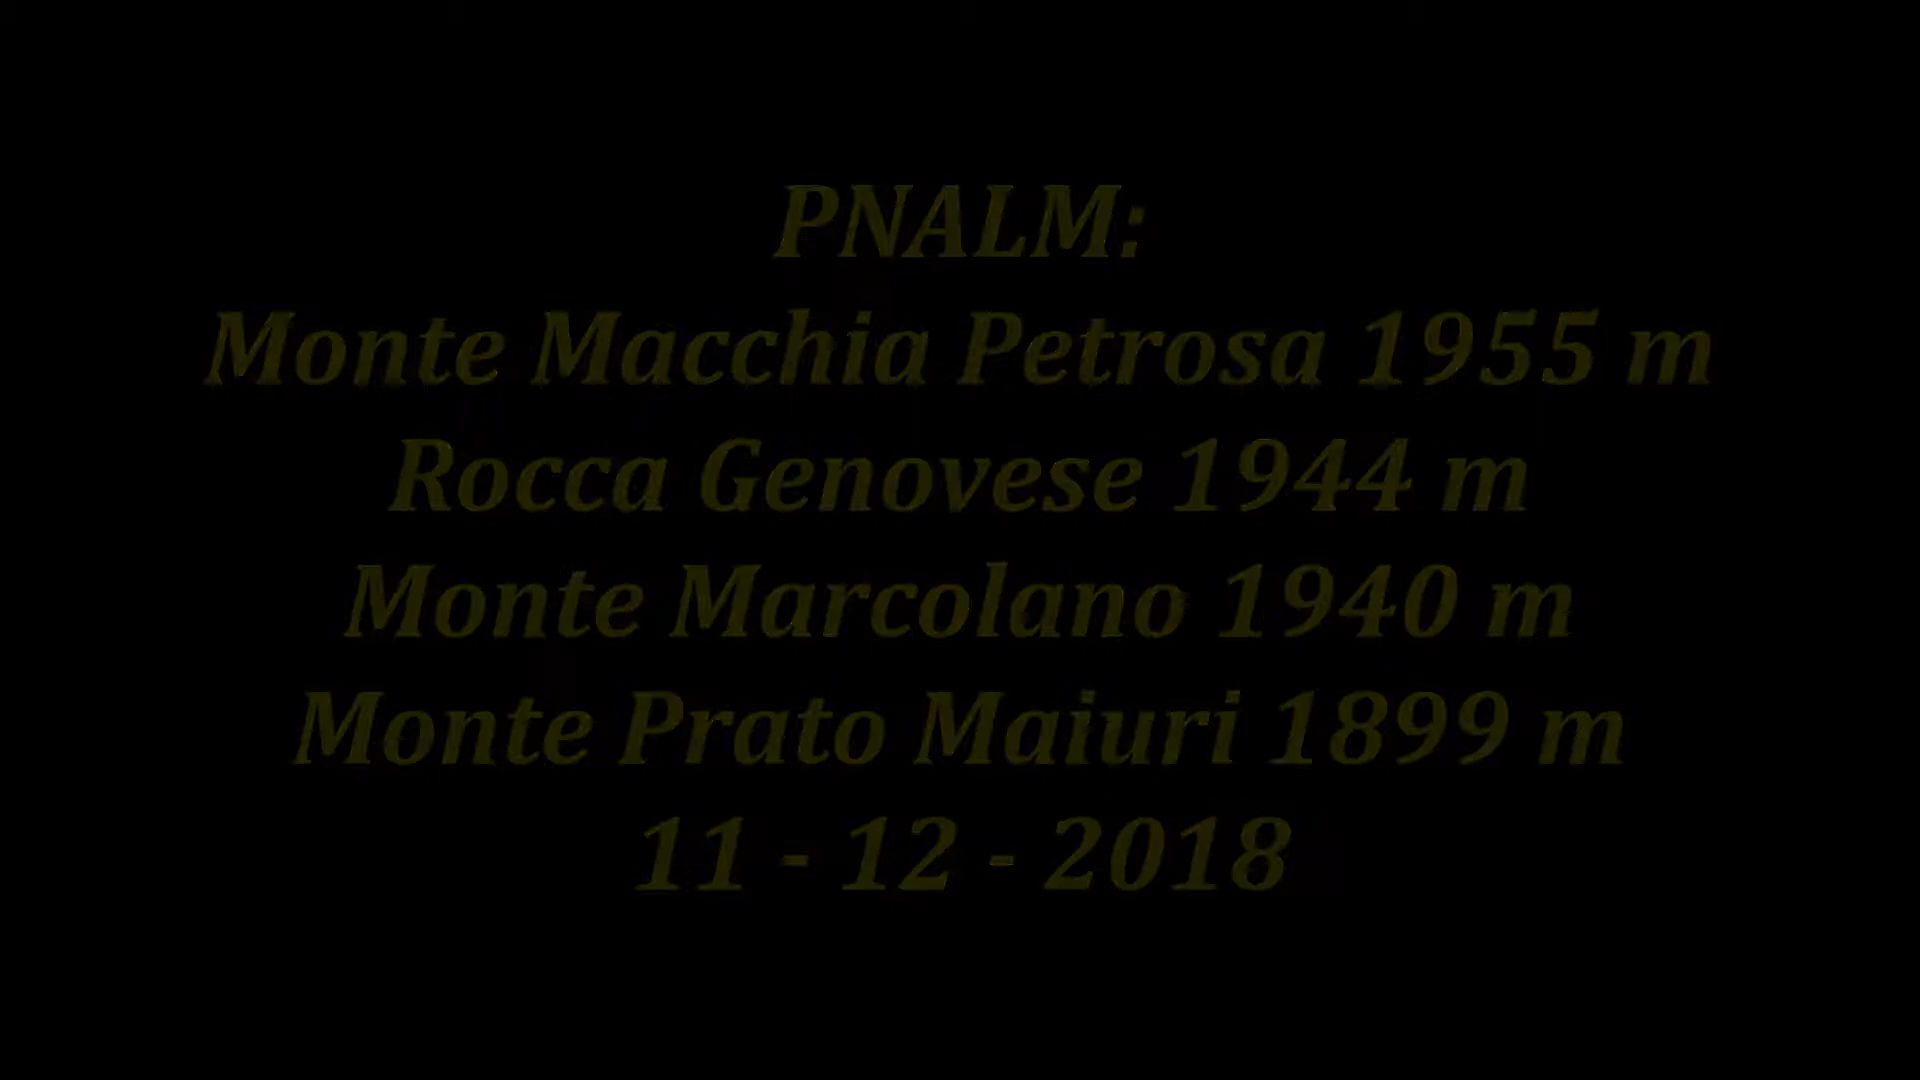 PNALM:
Monte Macchia Petrosa 1955 m
Rocca Genovese 1944 m
Monte Marcolano 1940 m
Monte Prato Maiuri 1899 m
11 - 12 - 2018